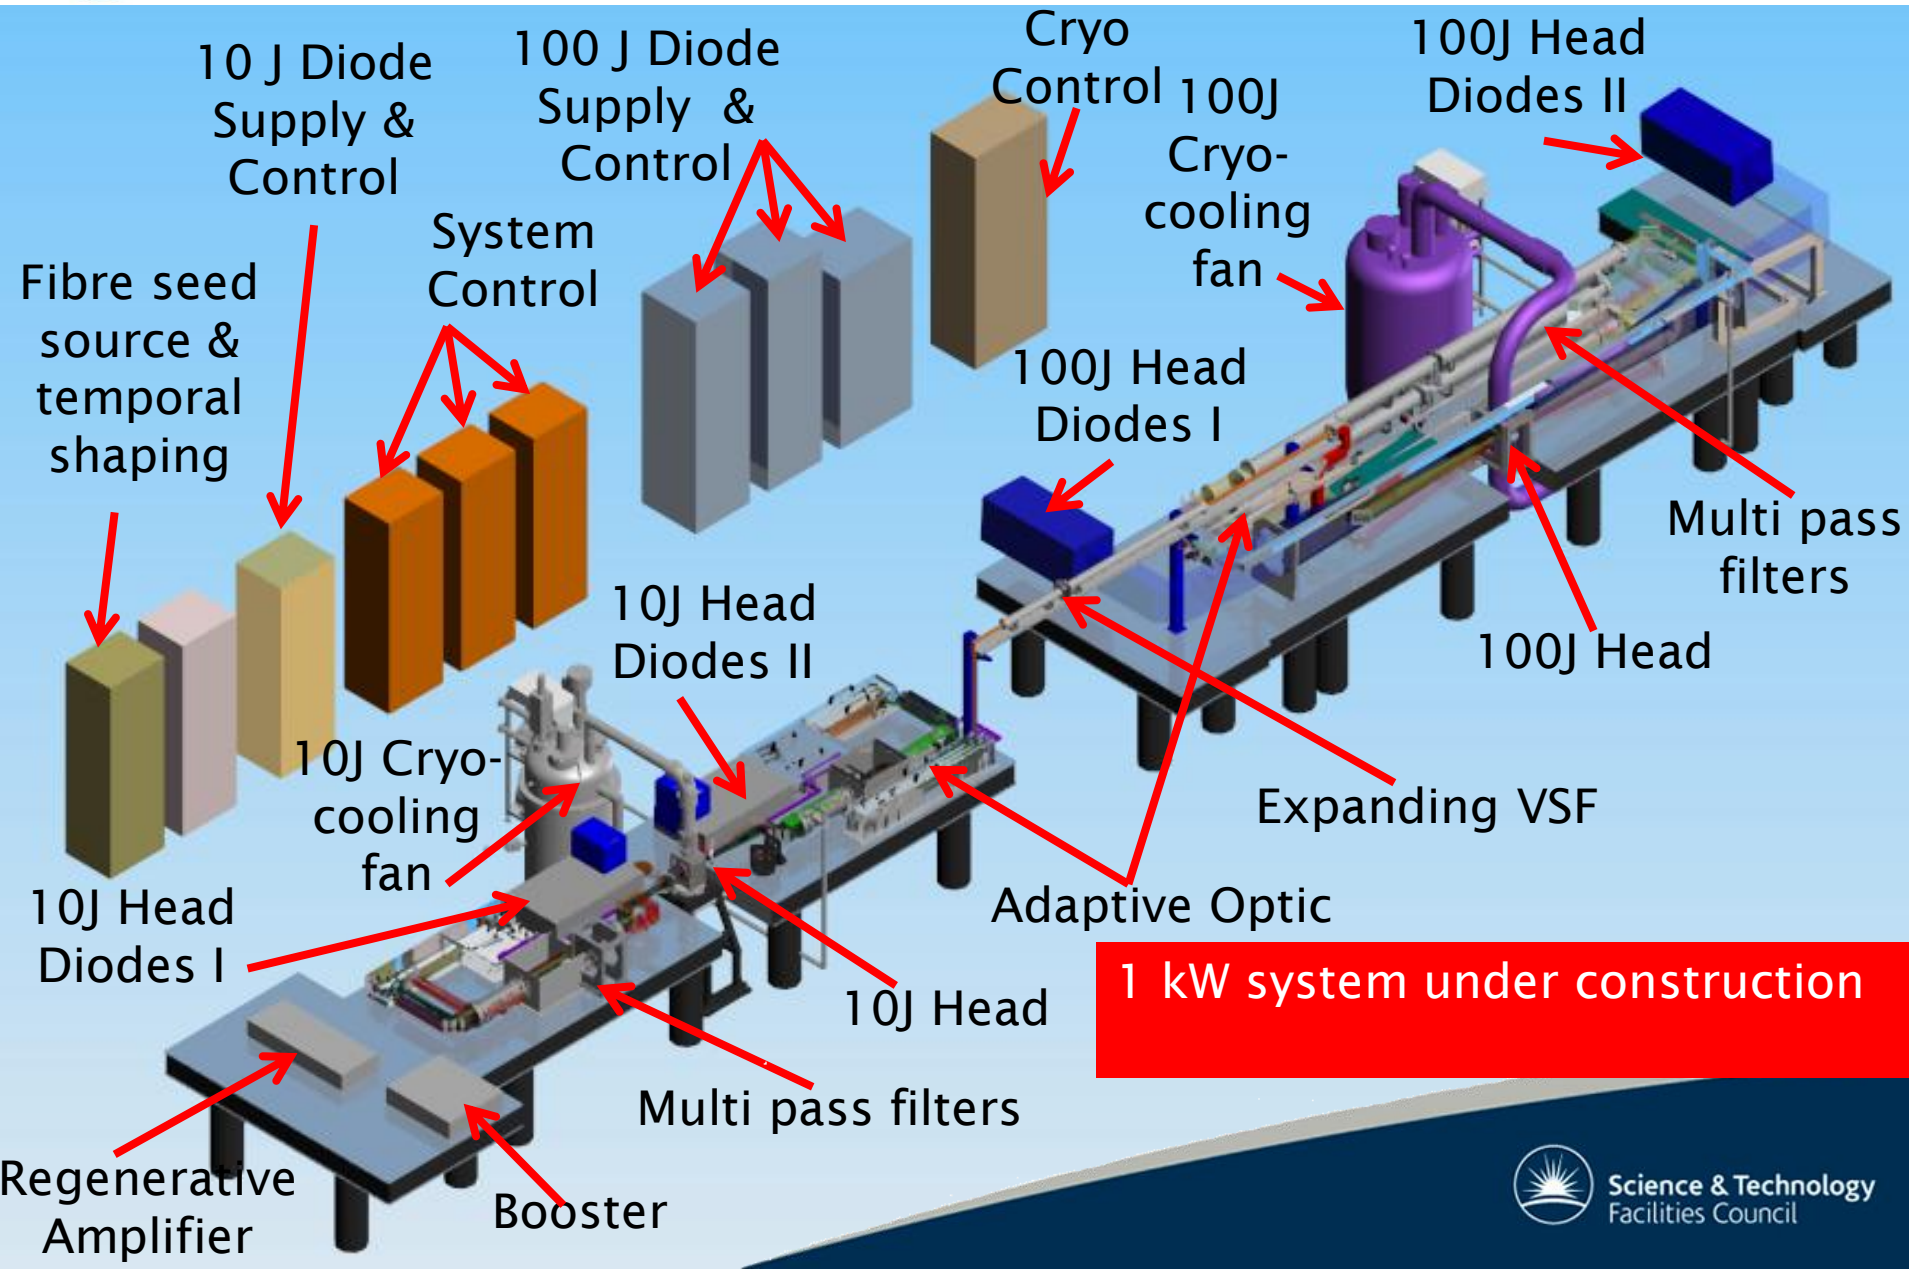 10 J Diode
Supply &
Control
100 J Diode
Supply &
Control
Cryo
Control
100J
Cryo-
cooling
fan
100J Head
Diodes II
Fibre seed
source &
temporal
shaping
System
Control
100J Head
Diodes I
Multi pass
filters
100J Head
10J Head
Diodes II
10J Cryo-
cooling
fan
Expanding VSF
Adaptive Optic
10J Head
Diodes I
10J Head
1 kW system under construction
Multi pass filters
Regenerative
Amplifier
Booster
Science & Technology
Facilities Council